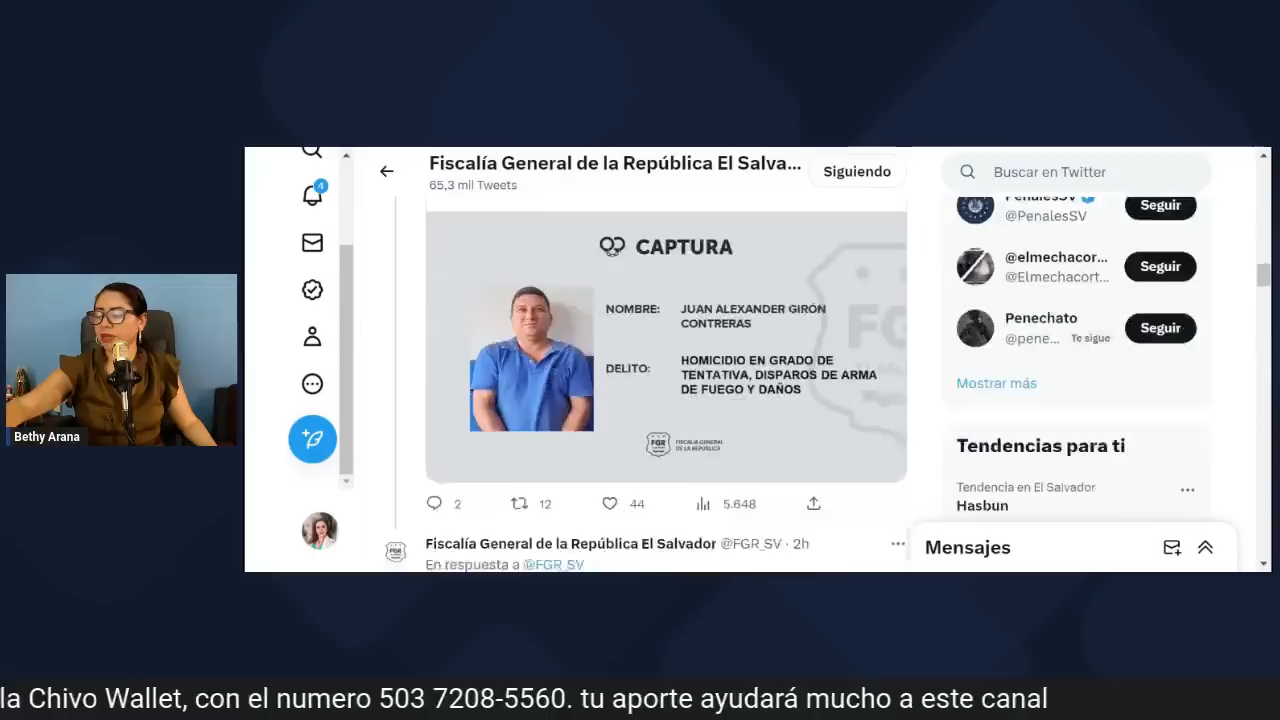 Fiscalía General de la República El Salva...
65,3 mil Tweets
Siguiendo
Buscar en Twitter
4
CAPTURA
NOMBRE: JUAN ALEXANDER GIRÓN
CONTRERAS
DELITO: HOMICIDIO EN GRADO DE
TENTATIVA, DISPAROS DE ARMA
DE FUEGO Y DAÑOS
FGR
FISCALÍA GENERAL
DE LA REPÚBLICA
2 12 44 5.648
Fiscalía General de la República El Salvador @FGR_SV · 2h
En respuesta a @FGR_SV
PenalesSV
@PenalesSV
Seguir
@elmechacor...
@Elmechacort...
Seguir
Penechato
@pene... Te sigue
Seguir
Mostrar más
Tendencias para ti
Tendencia en El Salvador
Hasbun
Mensajes
Bethy Arana
la Chivo Wallet, con el numero 503 7208-5560. tu aporte ayudará mucho a este canal